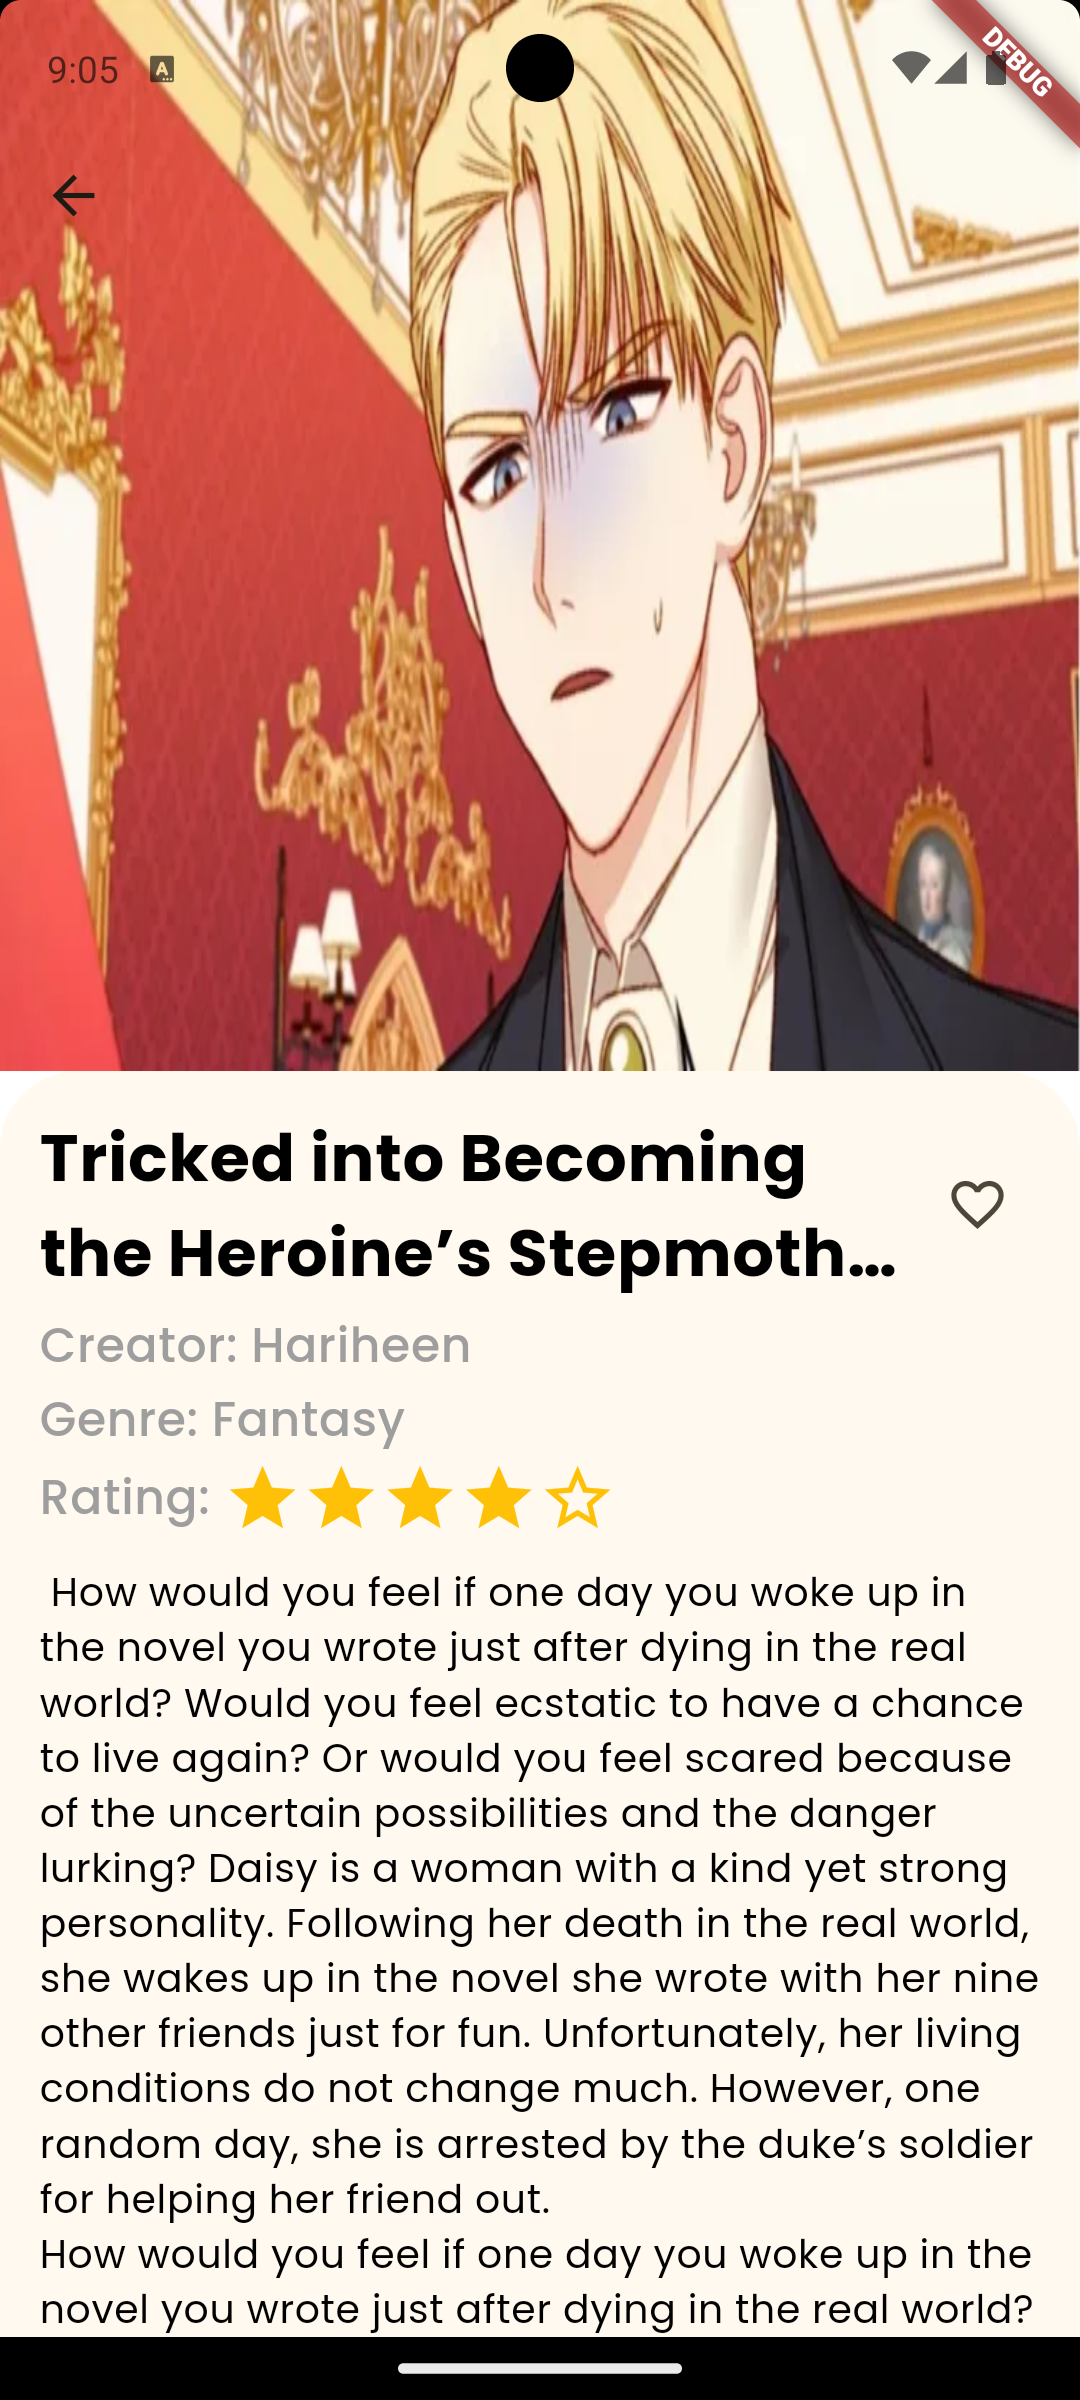 9:05
A
DEBUG
Tricked into Becoming
the Heroine’s Stepmoth...
Creator: Hariheen
Genre: Fantasy
Rating:
How would you feel if one day you woke up in
the novel you wrote just after dying in the real
world? Would you feel ecstatic to have a chance
to live again? Or would you feel scared because
of the uncertain possibilities and the danger
lurking? Daisy is a woman with a kind yet strong
personality. Following her death in the real world,
she wakes up in the novel she wrote with her nine
other friends just for fun. Unfortunately, her living
conditions do not change much. However, one
random day, she is arrested by the duke’s soldier
for helping her friend out.
How would you feel if one day you woke up in the
novel you wrote just after dying in the real world?